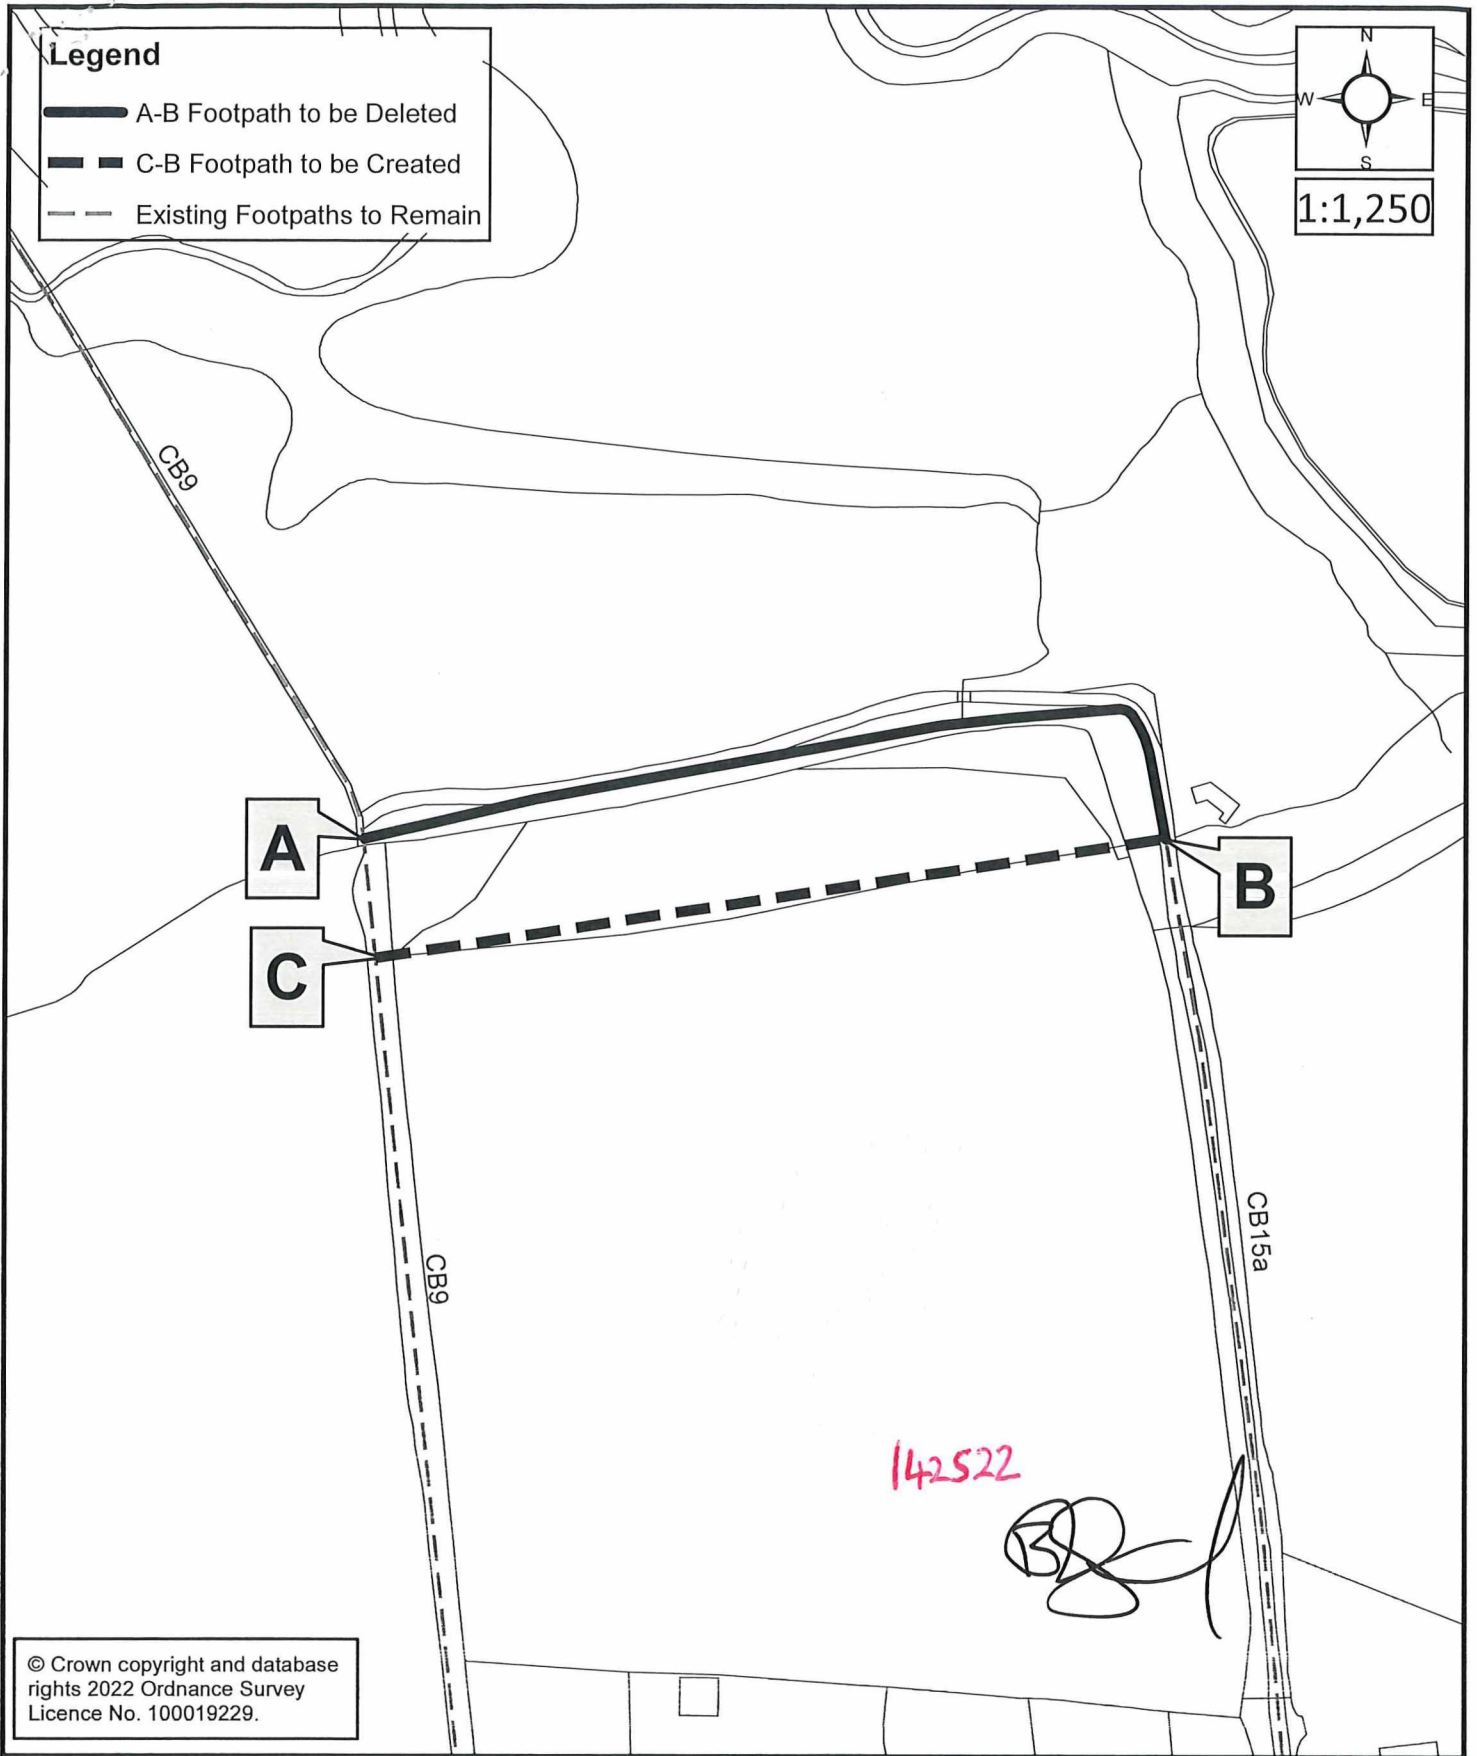 Legend
A-B Footpath to be Deleted
C-B Footpath to be Created
Existing Footpaths to Remain
N
W E
S
1:1,250
CB9
A
B
C
CB15a
CB9
142522
© Crown copyright and database
rights 2022 Ordnance Survey
Licence No. 100019229.